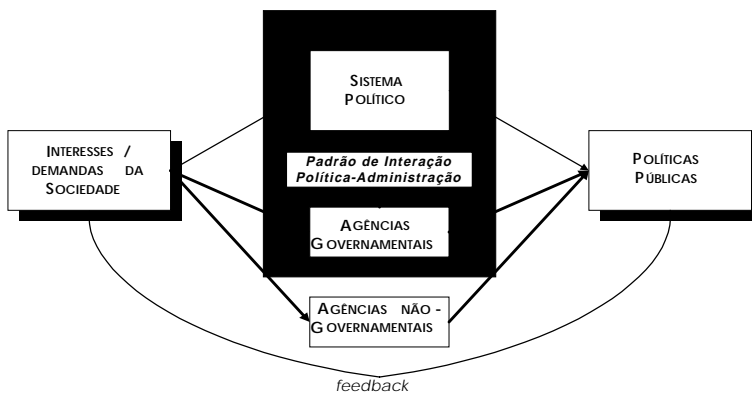 SISTEMA
POLÍTICO
INTERESSES /
DEMANDAS DA
SOCIEDADE
Padrão de Interação
Política-Administração
POLÍTICAS
PÚBLICAS
AGÊNCIAS
GOVERNAMENTAIS
AGÊNCIAS NÃO -
GOVERNAMENTAIS
feedback